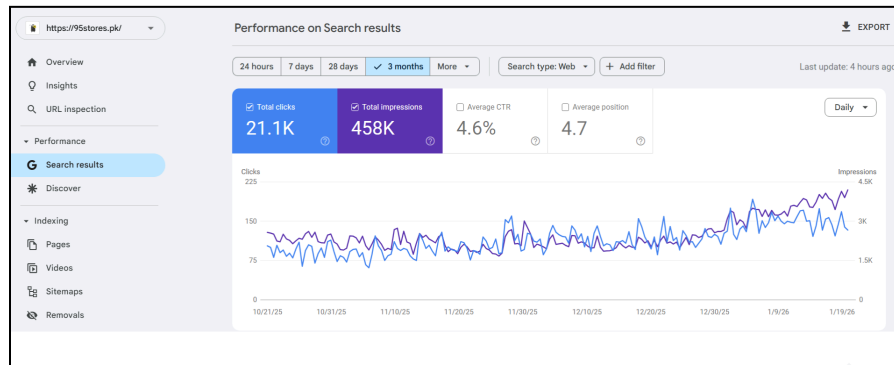 https://95stores.pk/
Performance on Search results
EXPORT
Overview
Insights
URL inspection
Performance
Search results
Discover
Indexing
Pages
Videos
Sitemaps
Removals
24 hours 7 days 28 days 3 months More Search type: Web + Add filter Last update: 4 hours ago
Total clicks
21.1K
Total impressions
458K
Average CTR
4.6%
Average position
4.7
Daily
Clicks
225
150
75
0
Impressions
4.5K
3K
1.5K
0
10/21/25 10/31/25 11/10/25 11/20/25 11/30/25 12/10/25 12/20/25 12/30/25 1/9/26 1/19/26